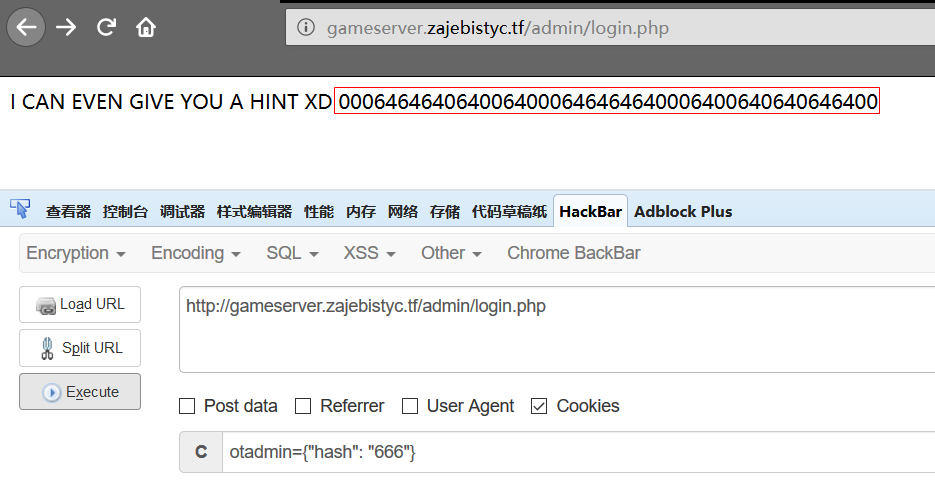 gameserver.zajebistyc.tf/admin/login.php
I CAN EVEN GIVE YOU A HINT XD 0006464640640064000646464640006400640640646400
查看器 控制台 调试器 样式编辑器 性能 内存 网络 存储 代码草稿纸 HackBar Adblock Plus
Encryption Encoding SQL XSS Other Chrome BackBar
Load URL http://gameserver.zajebistyc.tf/admin/login.php
Split URL
Execute
Post data Referrer User Agent Cookies
C otadmin={"hash": "666"}